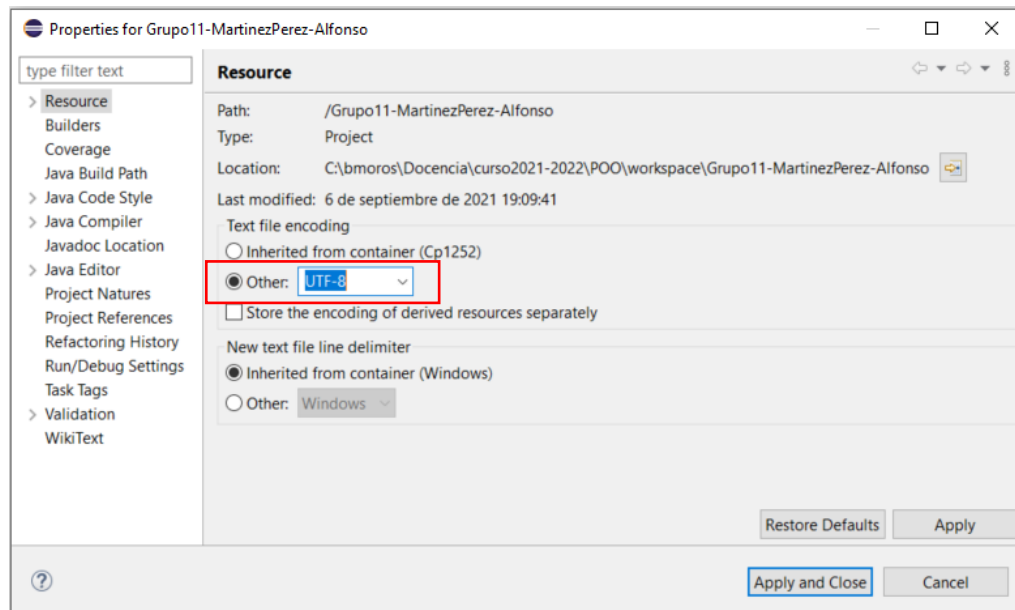 Properties for Grupo11-MartinezPerez-Alfonso
type filter text
Resource
Builders
Coverage
Java Build Path
Java Code Style
Java Compiler
Javadoc Location
Java Editor
Project Natures
Project References
Refactoring History
Run/Debug Settings
Task Tags
Validation
WikiText
Resource
Path: /Grupo11-MartinezPerez-Alfonso
Type: Project
Location: C:\bmoros\Docencia\curso2021-2022\POO\workspace\Grupo11-MartinezPerez-Alfonso
Last modified: 6 de septiembre de 2021 19:09:41
Text file encoding
Inherited from container (Cp1252)
Other: UTF-8
Store the encoding of derived resources separately
New text file line delimiter
Inherited from container (Windows)
Other: Windows
Restore Defaults Apply
? Apply and Close Cancel